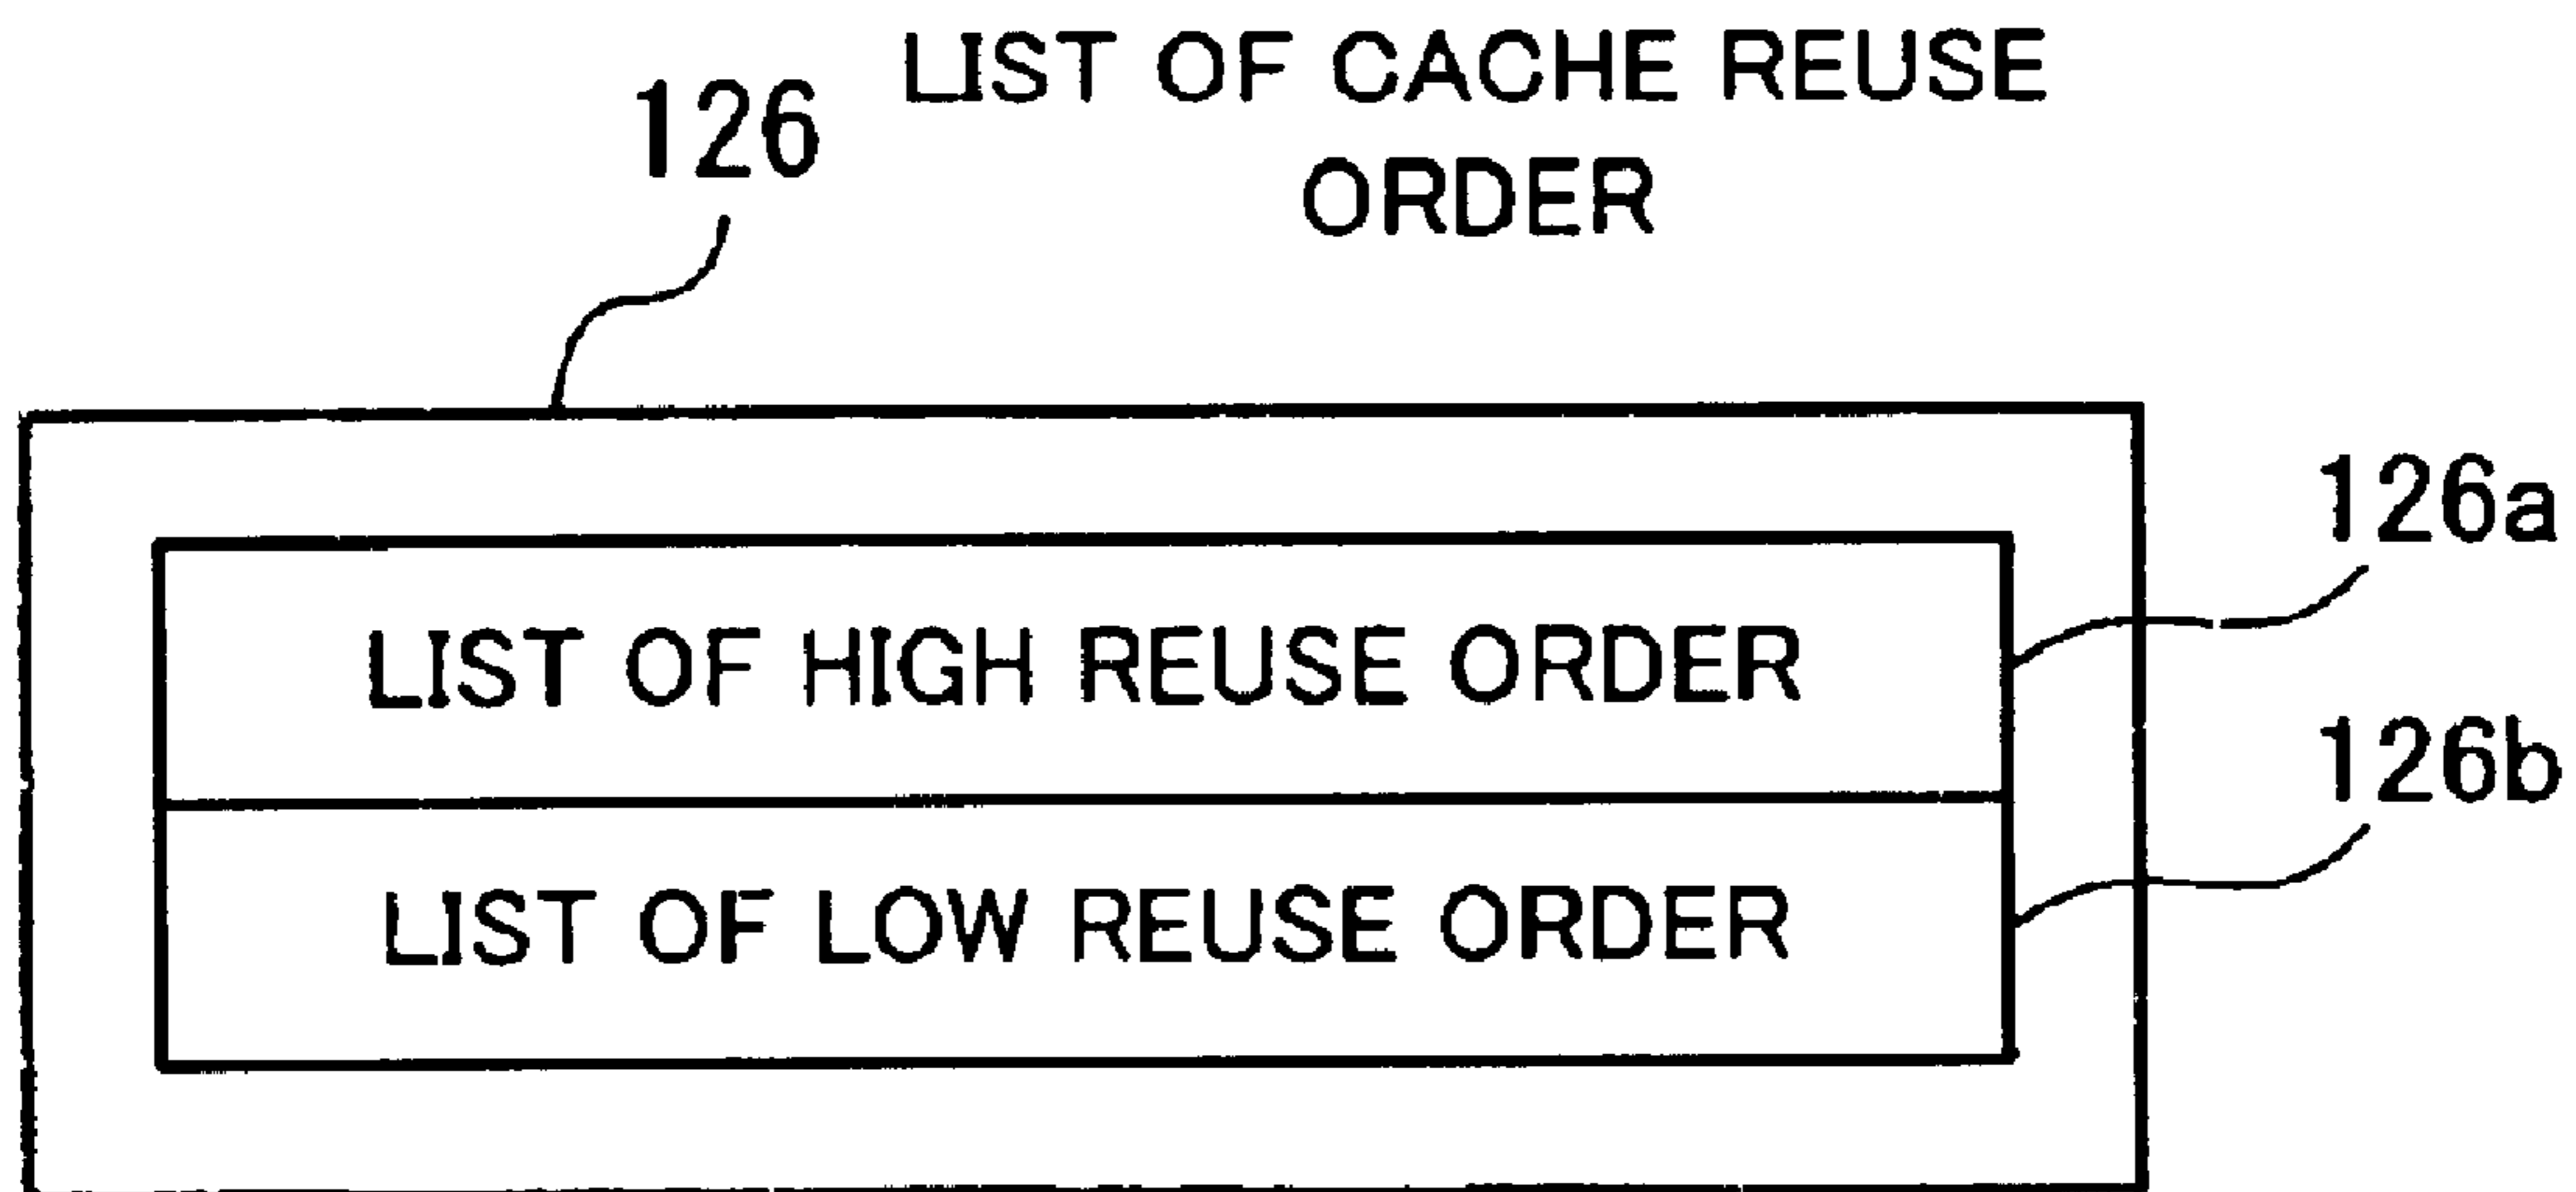 LIST OF CACHE REUSE
ORDER
126
126a
LIST OF HIGH REUSE ORDER
126b
LIST OF LOW REUSE ORDER